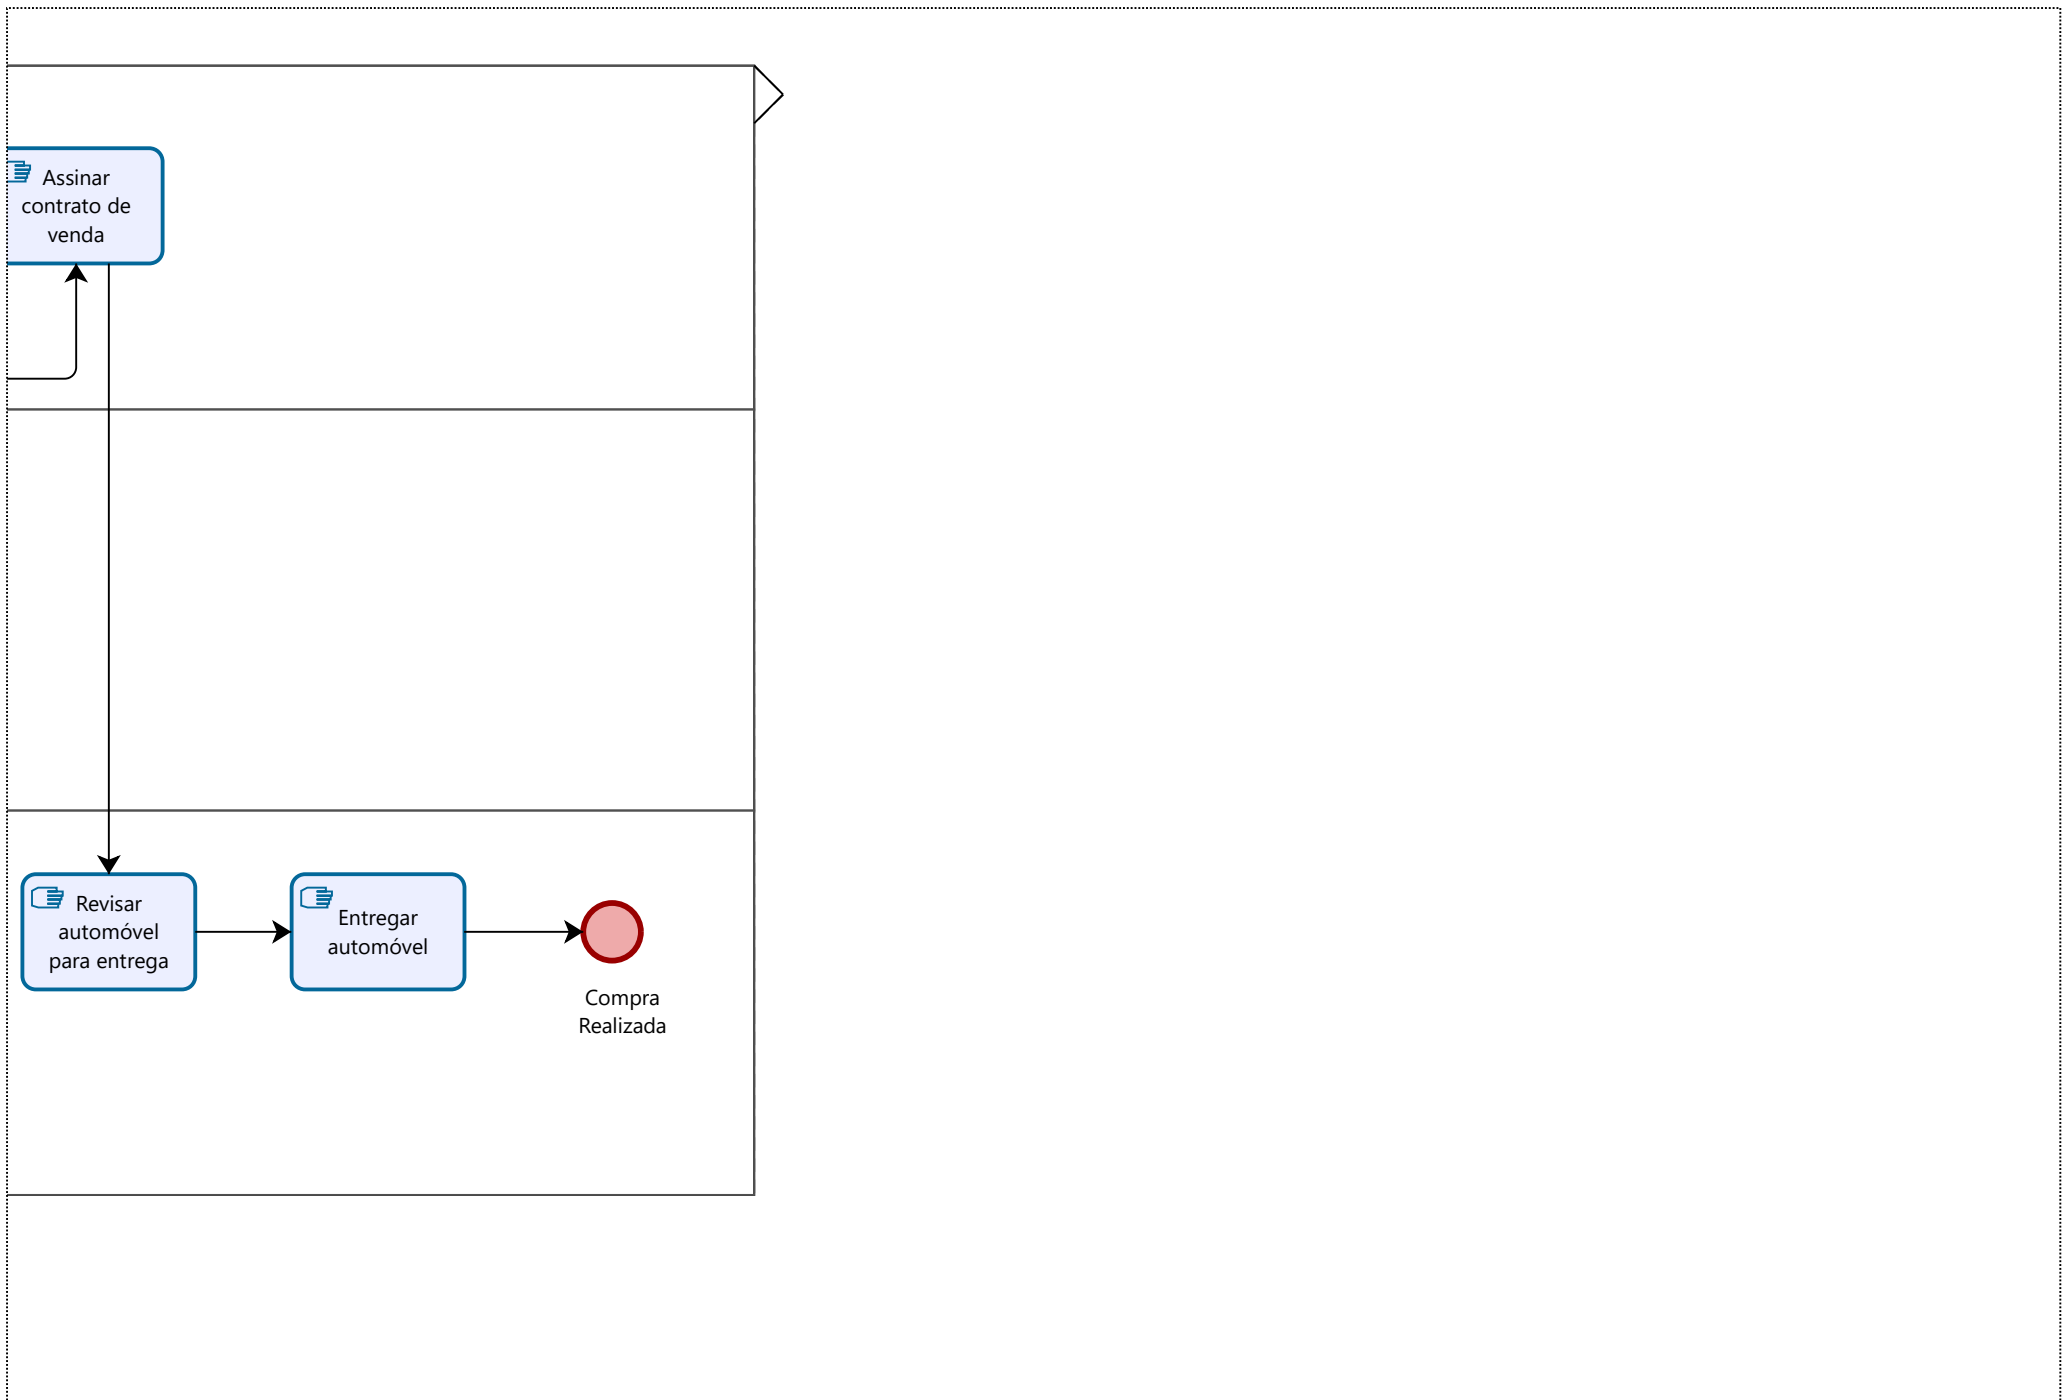 Assinar
contrato de
venda
Revisar
automóvel
para entrega
Entregar
automóvel
Compra
Realizada